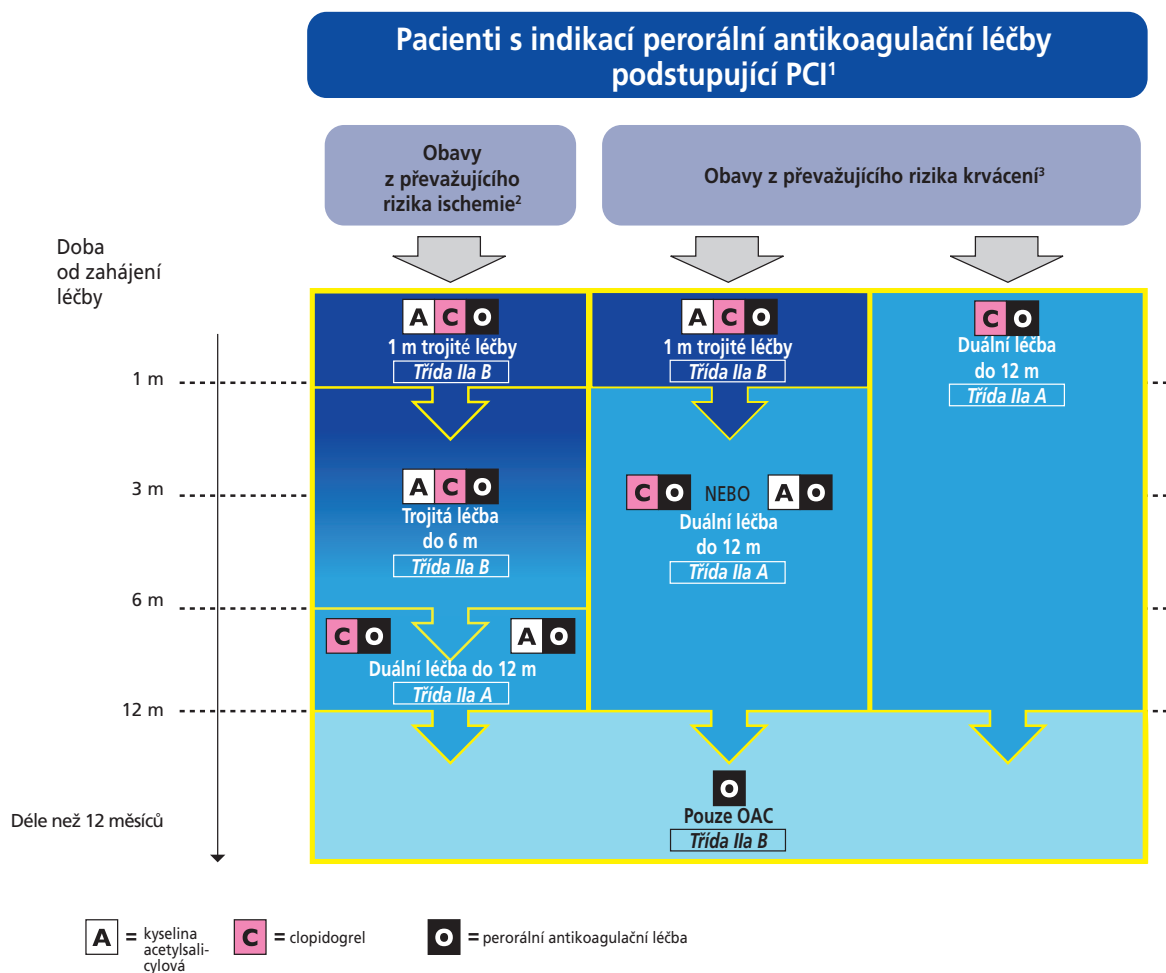 Pacienti s indikací perorální antikoagulační léčby
podstupující PCI¹
Obavy
z převažujícího
rizika ischemie²
Obavy z převažujícího rizika krvácení³
Doba
od zahájení
léčby
A C O
1 m trojité léčby
Třída IIa B
A C O
1 m trojité léčby
Třída IIa B
C O
Duální léčba
do 12 m
Třída IIa A
1 m
3 m
A C O
Trojitá léčba
do 6 m
Třída IIa B
C O NEBO A O
Duální léčba
do 12 m
Třída IIa A
6 m
C O A O
Duální léčba do 12 m
Třída IIa A
12 m
O
Pouze OAC
Třída IIa B
Déle než 12 měsíců
A = kyselina
acetylsali-
cylová
C = clopidogrel
O = perorální antikoagulační léčba